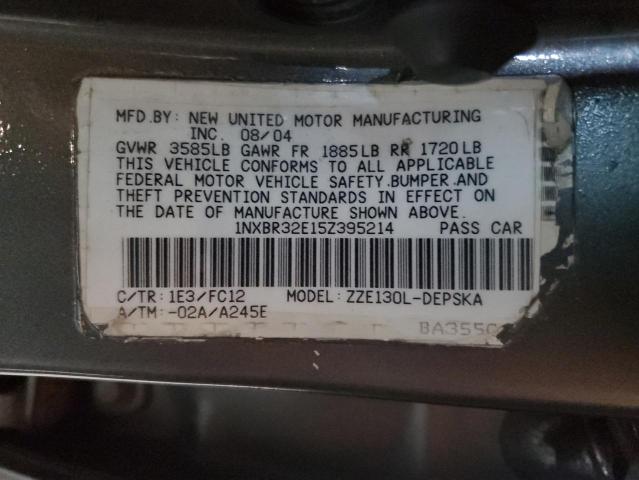 MFD.BY: NEW UNITED MOTOR MANUFACTURING
INC. 08/04
GVWR 3585LB GAWR FR 1885LB RR 1720LB
THIS VEHICLE CONFORMS TO ALL APPLICABLE
FEDERAL MOTOR VEHICLE SAFETY.BUMPER.AND
THEFT PREVENTION STANDARDS IN EFFECT ON
THE DATE OF MANUFACTURE SHOWN ABOVE.
1NXBR32E15Z395214 PASS CAR
C/TR: 1E3/FC12 MODEL: ZZE130L-DEPSKA
A/TM: -02A/A245E